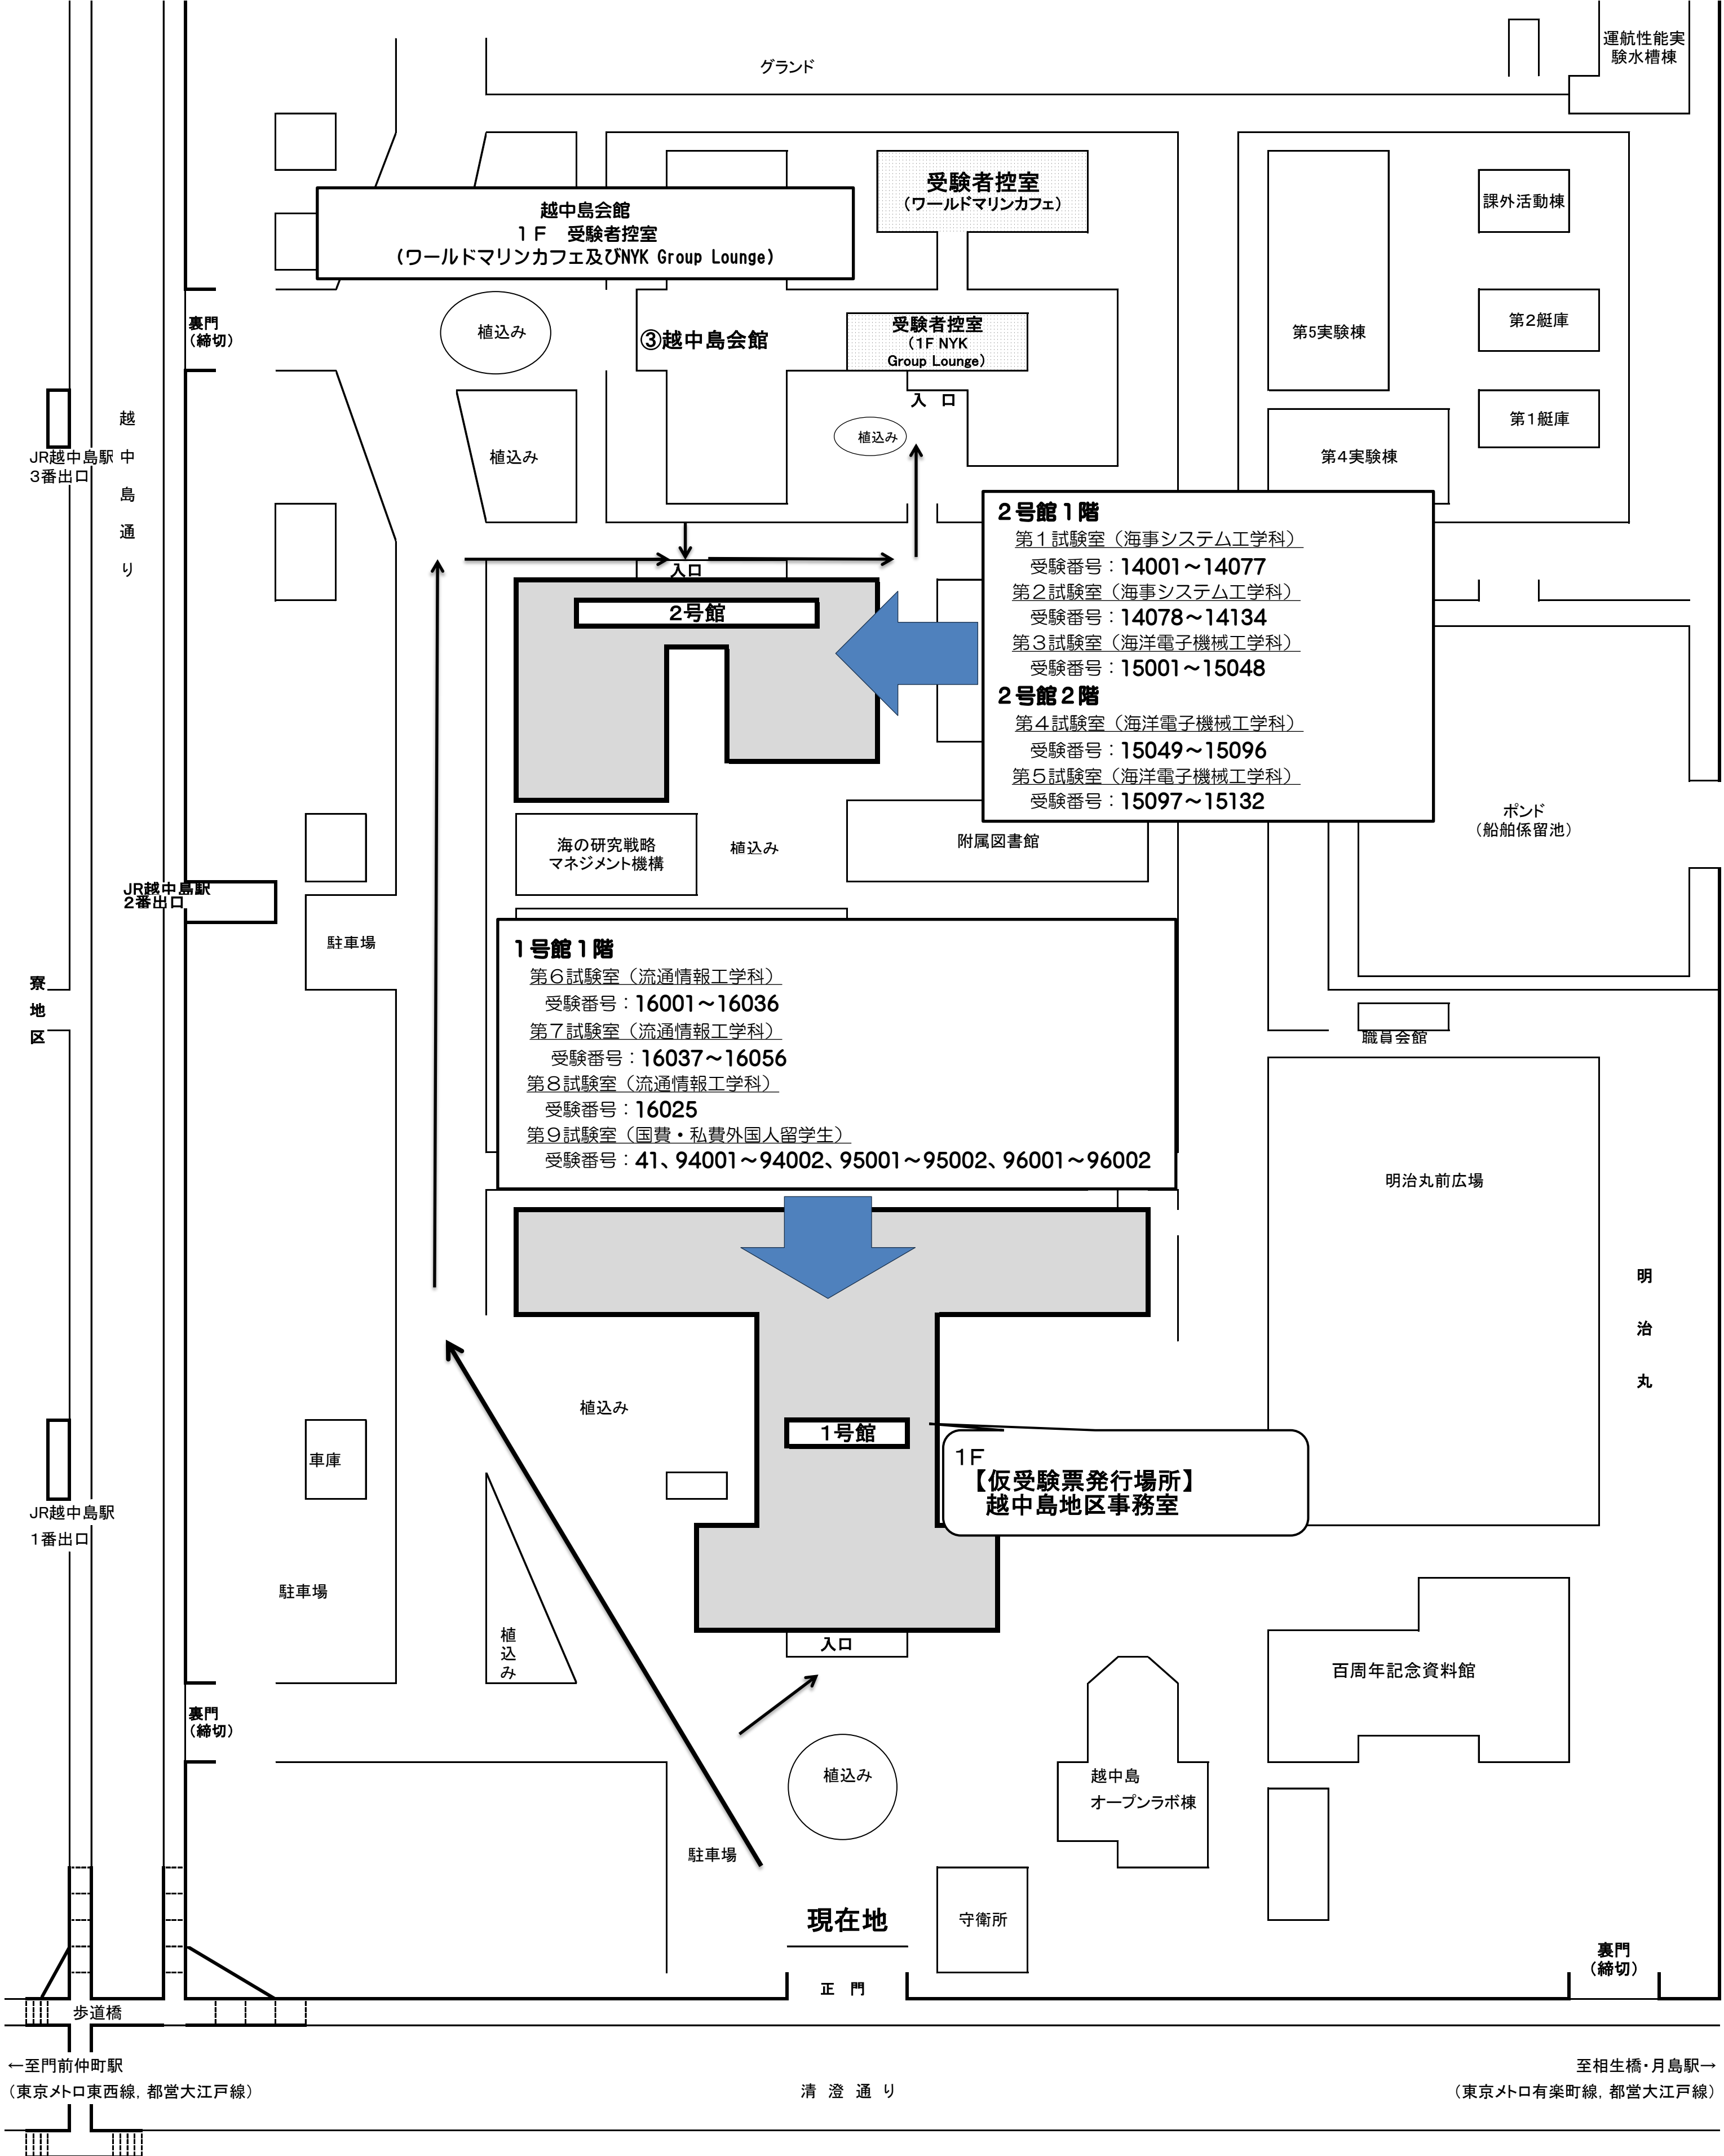 グランド
運航性能実
験水槽棟
受験者控室
（ワールドマリンカフェ）
課外活動棟
越中島会館
１Ｆ　受験者控室
（ワールドマリンカフェ及びNYK Group Lounge）
裏門
（締切）
植込み
③越中島会館
受験者控室
（1F NYK
Group Lounge）
入　口
植込み
第5実験棟
第２艇庫
第１艇庫
第４実験棟
植込み
JR越中島駅
３番出口
越中島通り
２号館１階
第１試験室（海事システム工学科）
受験番号：14001～14077
第２試験室（海事システム工学科）
受験番号：14078～14134
第３試験室（海洋電子機械工学科）
受験番号：15001～15048
２号館２階
第４試験室（海洋電子機械工学科）
受験番号：15049～15096
第５試験室（海洋電子機械工学科）
受験番号：15097～15132
入口
２号館
海の研究戦略
マネジメント機構
植込み
附属図書館
ポンド
（船舶係留池）
JR越中島駅
２番出口
駐車場
寮地区
１号館１階
第６試験室（流通情報工学科）
受験番号：16001～16036
第７試験室（流通情報工学科）
受験番号：16037～16056
第８試験室（流通情報工学科）
受験番号：16025
第９試験室（国費・私費外国人留学生）
受験番号：41、94001～94002、95001～95002、96001～96002
職員会館
明治丸前広場
明治丸
植込み
１号館
１Ｆ
【仮受験票発行場所】
越中島地区事務室
車庫
JR越中島駅
１番出口
駐車場
植込み
入口
百周年記念資料館
裏門
（締切）
植込み
越中島
オープンラボ棟
駐車場
現在地
守衛所
正　門
裏門
（締切）
歩道橋
←至門前仲町駅
（東京メトロ東西線，都営大江戸線）
清　澄　通　り
至相生橋・月島駅→
（東京メトロ有楽町線，都営大江戸線）